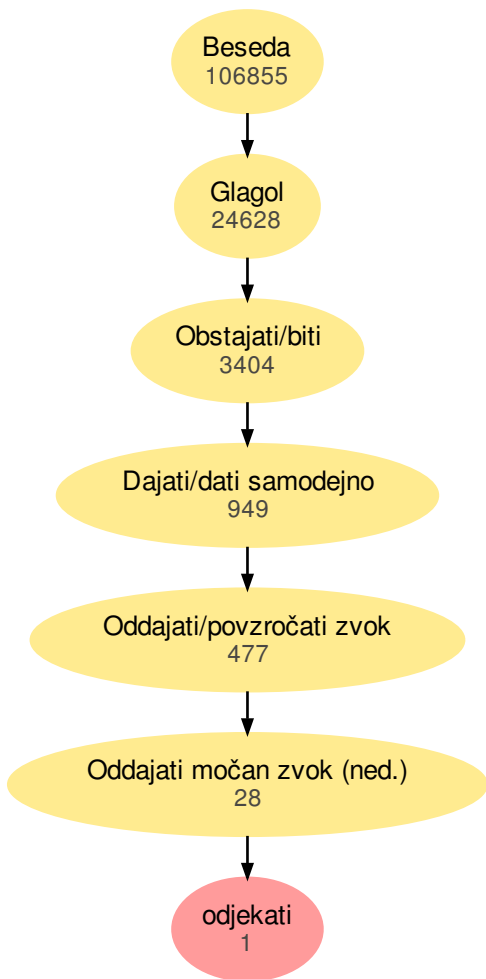 Beseda
106855
Glagol
24628
Obstajati/biti
3404
Dajati/dati samodejno
949
Oddajati/povzročati zvok
477
Oddajati močan zvok (ned.)
28
odjekati
1